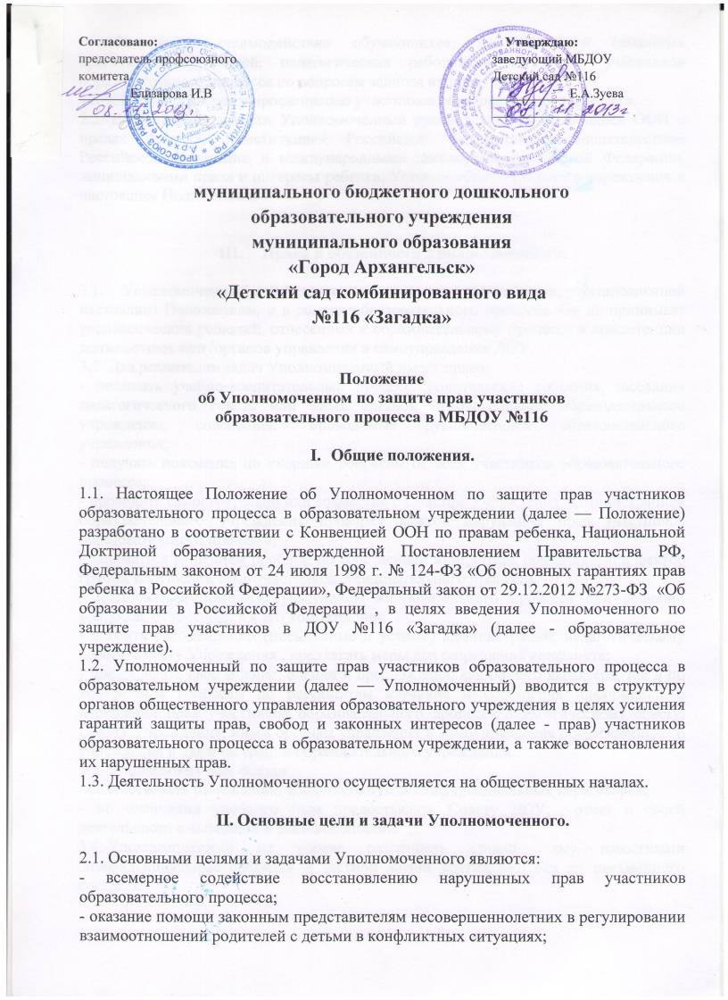 Согласовано: Утверждаю:
председатель профсоюзного заведующий МБДОУ
комитета Детский сад №116
Елизарова И.В Е.А.Зуева
муниципального бюджетного дошкольного
образовательного учреждения
муниципального образования
«Город Архангельск»
«Детский сад комбинированного вида
№116 «Загадка»
Положение
об Уполномоченном по защите прав участников
образовательного процесса в МБДОУ №116
I. Общие положения.
1.1. Настоящее Положение об Уполномоченном по защите прав участников
образовательного процесса в образовательном учреждении (далее — Положение)
разработано в соответствии с Конвенцией ООН по правам ребенка, Национальной
Доктриной образования, утвержденной Постановлением Правительства РФ,
Федеральным законом от 24 июля 1998 г. № 124-ФЗ «Об основных гарантиях прав
ребенка в Российской Федерации», Федеральный закон от 29.12.2012 №273-ФЗ «Об
образовании в Российской Федерации , в целях введения Уполномоченного по
защите прав участников в ДОУ №116 «Загадка» (далее - образовательное
учреждение).
1.2. Уполномоченный по защите прав участников образовательного процесса в
образовательном учреждении (далее — Уполномоченный) вводится в структуру
органов общественного управления образовательного учреждения в целях усиления
гарантий защиты прав, свобод и законных интересов (далее - прав) участников
образовательного процесса в образовательном учреждении, а также восстановления
их нарушенных прав.
1.3. Деятельность Уполномоченного осуществляется на общественных началах.
II. Основные цели и задачи Уполномоченного.
2.1. Основными целями и задачами Уполномоченного являются:
- всемерное содействие восстановлению нарушенных прав участников
образовательного процесса;
- оказание помощи законным представителям несовершеннолетних в регулировании
взаимоотношений родителей с детьми в конфликтных ситуациях;